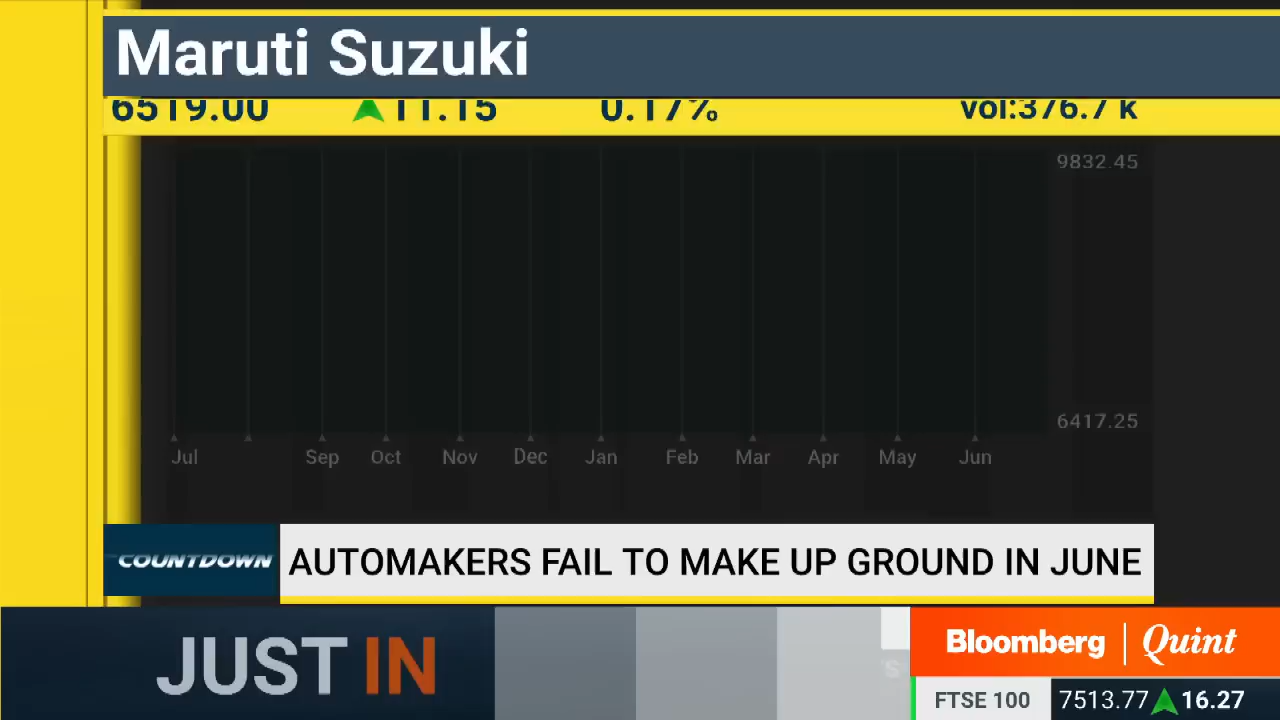 Maruti Suzuki
6519.00 ▲ 11.15 0.17% vol:376.7 k
9832.45
6417.25
Jul Sep Oct Nov Dec Jan Feb Mar Apr May Jun
COUNTDOWN AUTOMAKERS FAIL TO MAKE UP GROUND IN JUNE
JUST IN
Bloomberg | Quint
FTSE 100 7513.77 ▲ 16.27